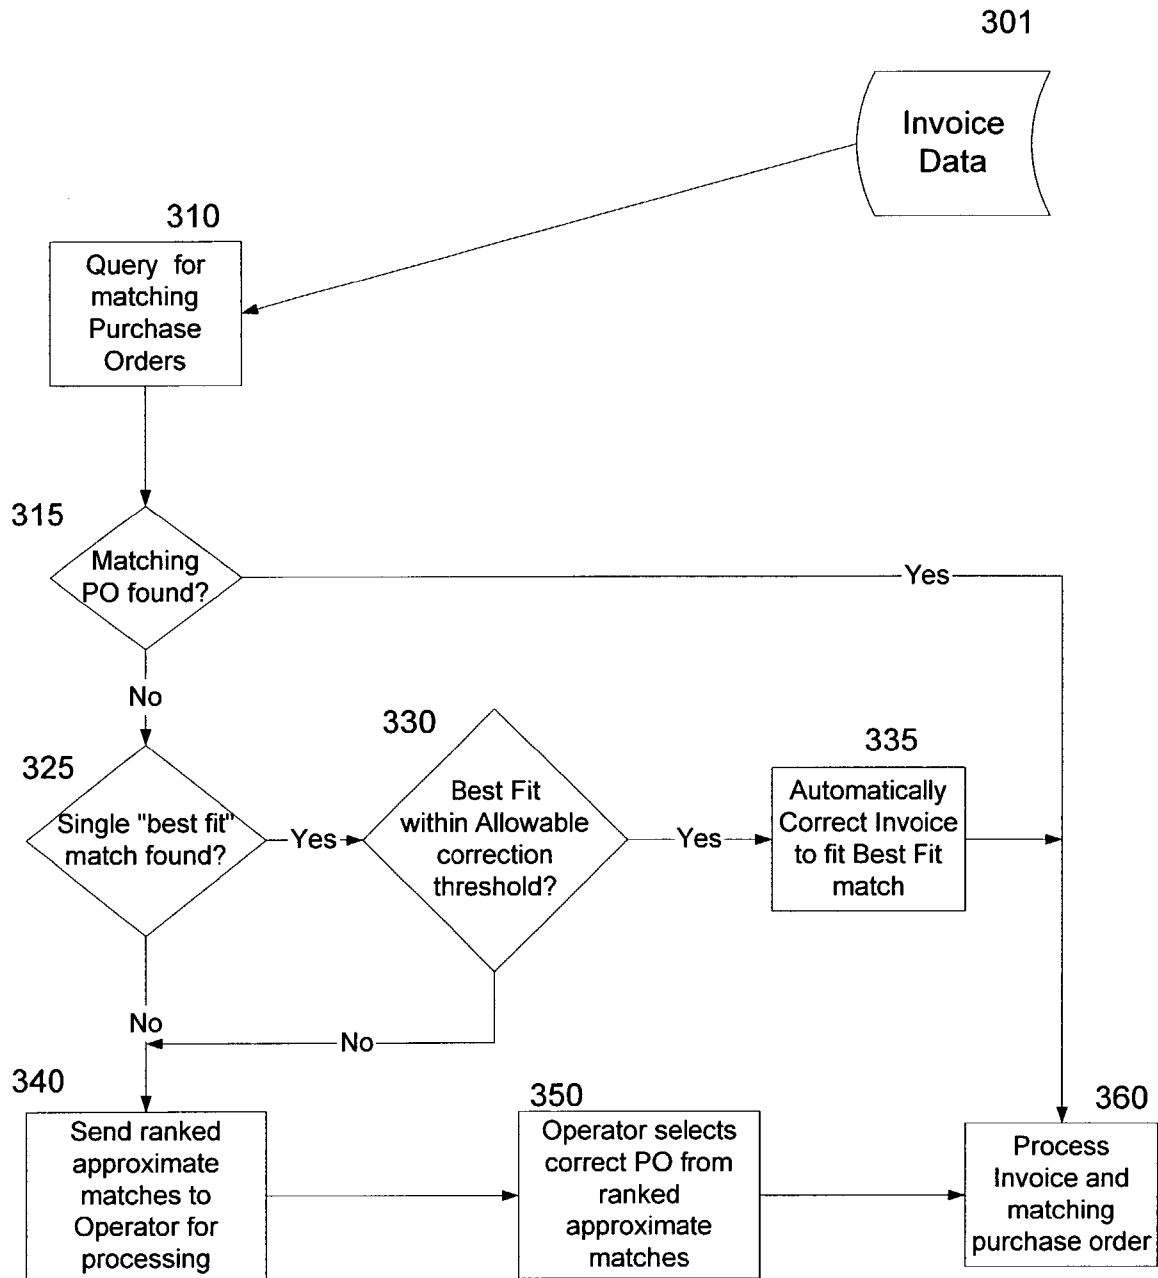 301
Invoice
Data
310
Query for
matching
Purchase
Orders
315
Matching
PO found?
Yes
No
325
Single "best fit"
match found?
Yes
330
Best Fit
within Allowable
correction
threshold?
Yes
335
Automatically
Correct Invoice
to fit Best Fit
match
No
No
340
Send ranked
approximate
matches to
Operator for
processing
350
Operator selects
correct PO from
ranked
approximate
matches
360
Process
Invoice and
matching
purchase order